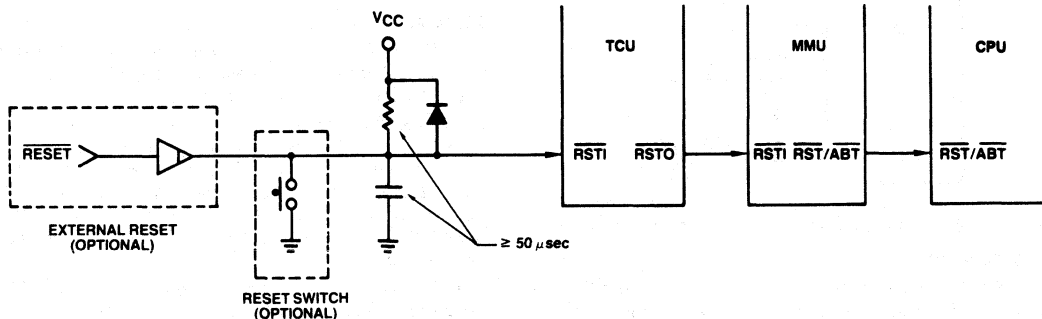 VCC
TCU
MMU
CPU
RESET
RSTI
RSTO
RSTI
RST/ABT
RST/ABT
EXTERNAL RESET
(OPTIONAL)
≥ 50 μsec
RESET SWITCH
(OPTIONAL)